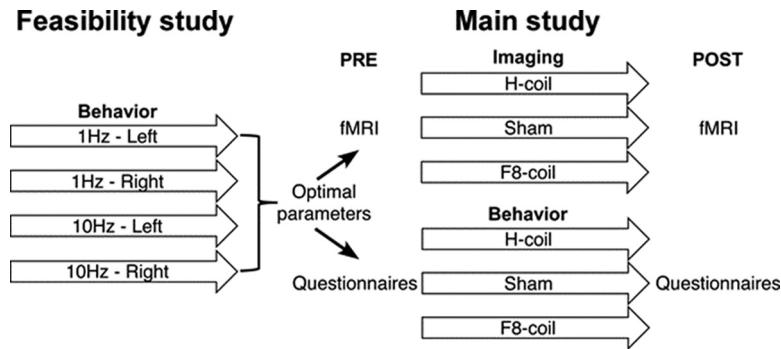 Feasibility study
Behavior
1Hz - Left
1Hz - Right
10Hz - Left
10Hz - Right
Optimal
parameters
Main study
PRE
Imaging
POST
H-coil
fMRI
Sham
fMRI
F8-coil
Behavior
H-coil
Questionnaires
Sham
Questionnaires
F8-coil